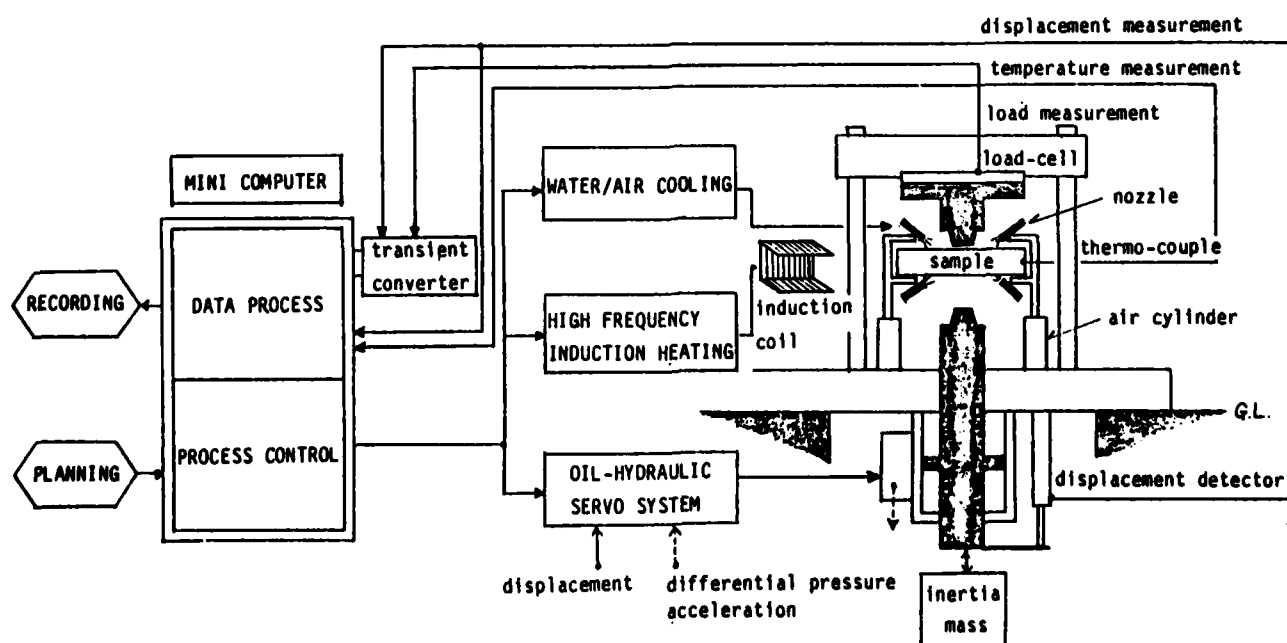 displacement measurement
temperature measurement
load measurement
load-cell
MINI COMPUTER
WATER/AIR COOLING
nozzle
transient
converter
sample
thermo-couple
RECORDING
DATA PROCESS
induction
coil
HIGH FREQUENCY
INDUCTION HEATING
air cylinder
G.L.
PLANNING
PROCESS CONTROL
OIL-HYDRAULIC
SERVO SYSTEM
displacement detector
displacement
differential pressure
acceleration
inertia
mass